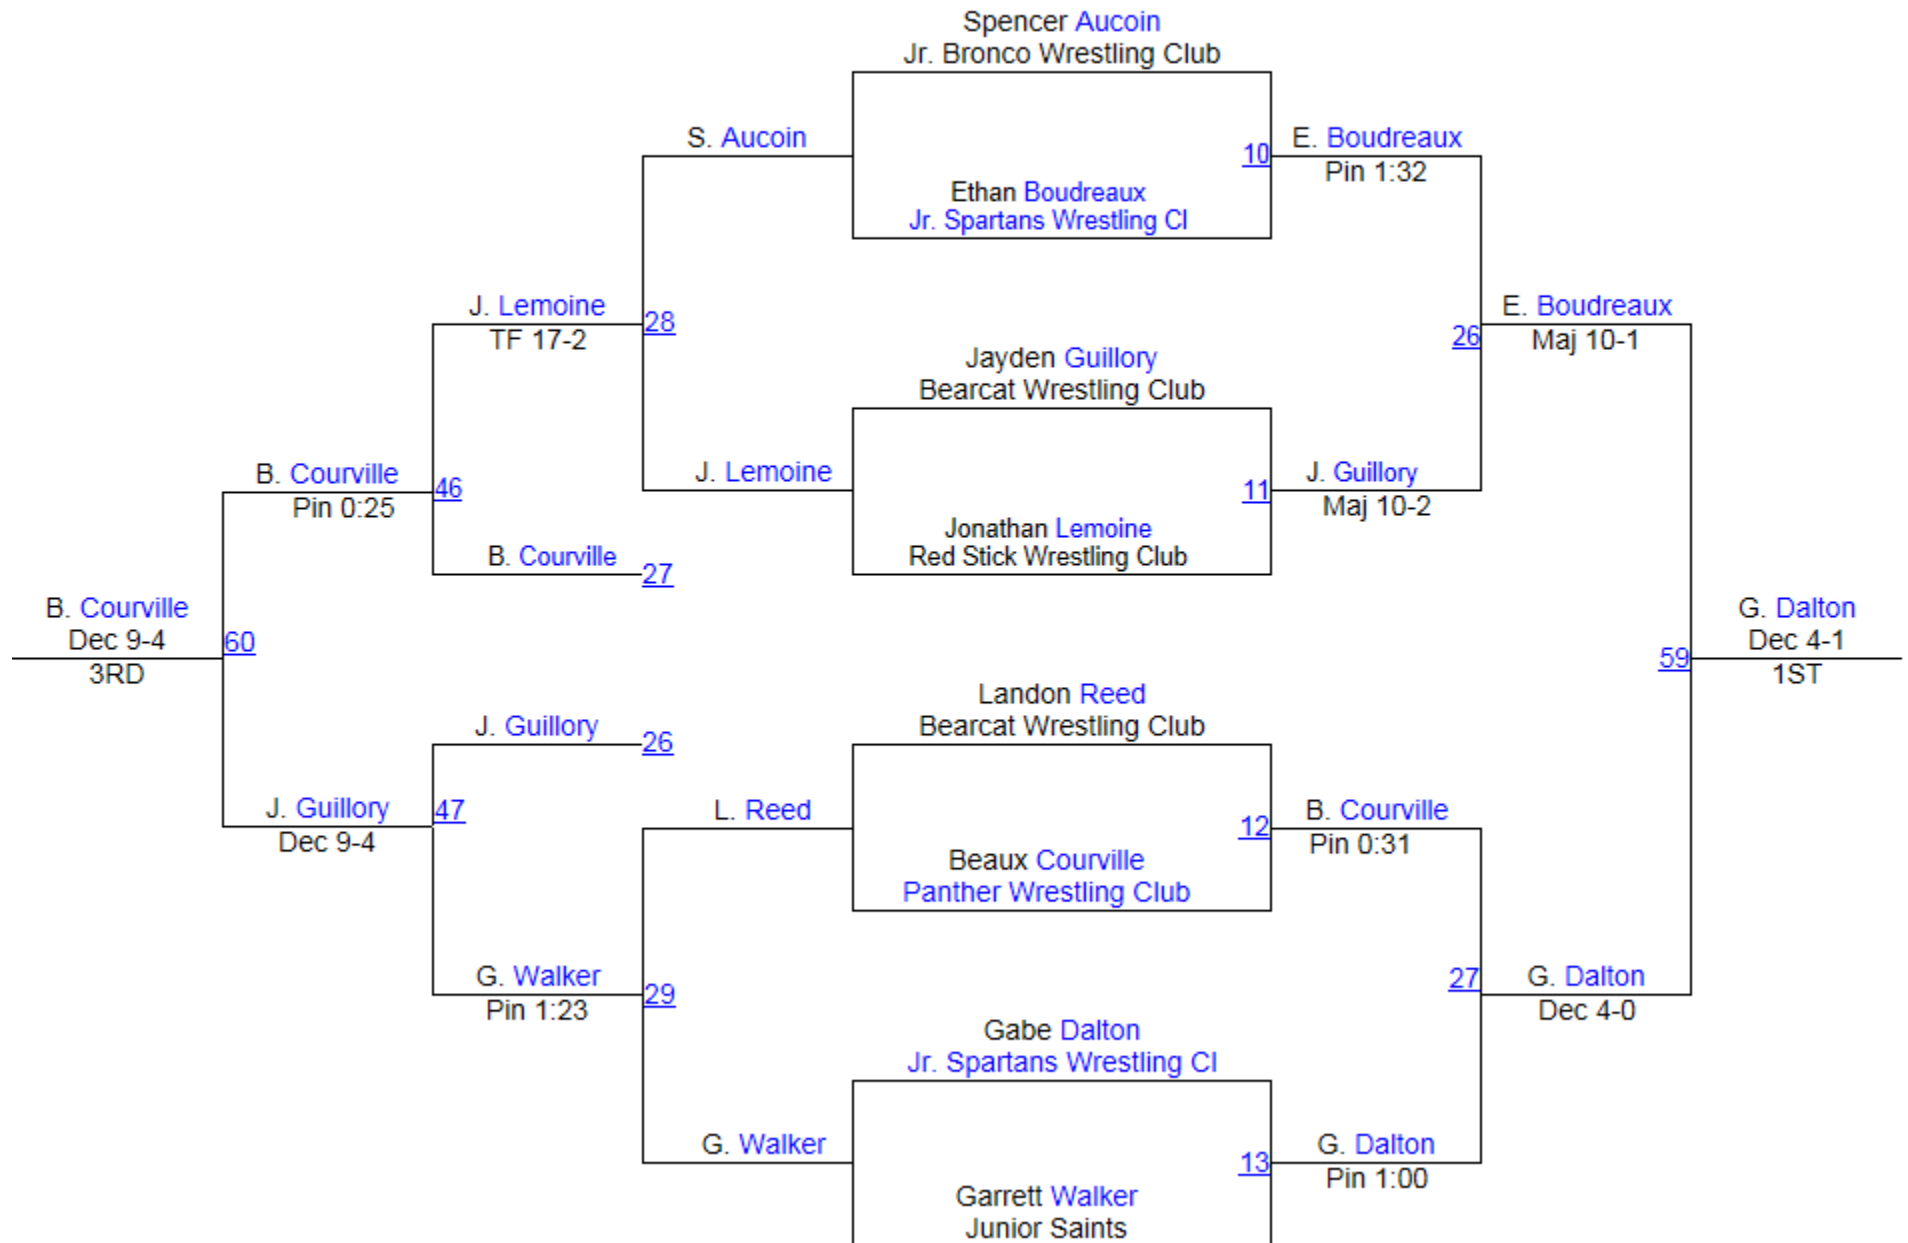 Spencer Aucoin
Jr. Bronco Wrestling Club
S. Aucoin
10
E. Boudreaux
Pin 1:32
Ethan Boudreaux
Jr. Spartans Wrestling Cl
J. Lemoine
TF 17-2
28
26
E. Boudreaux
Maj 10-1
Jayden Guillory
Bearcat Wrestling Club
B. Courville
Pin 0:25
46
J. Lemoine
11
J. Guillory
Maj 10-2
Jonathan Lemoine
Red Stick Wrestling Club
B. Courville
27
B. Courville
Dec 9-4
3RD
60
59
G. Dalton
Dec 4-1
1ST
Landon Reed
Bearcat Wrestling Club
J. Guillory
26
J. Guillory
Dec 9-4
47
L. Reed
12
B. Courville
Pin 0:31
Beaux Courville
Panther Wrestling Club
G. Walker
Pin 1:23
29
27
G. Dalton
Dec 4-0
Gabe Dalton
Jr. Spartans Wrestling Cl
G. Walker
13
G. Dalton
Pin 1:00
Garrett Walker
Junior Saints